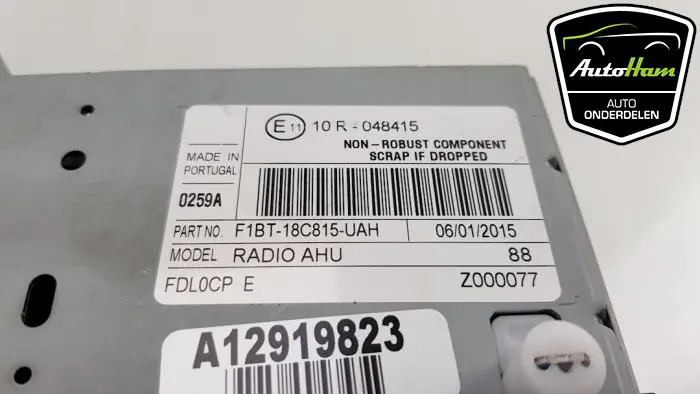 AutoHam
AUTO
ONDERDELEN
E11 10 R - 048415
NON - ROBUST COMPONENT
SCRAP IF DROPPED
MADE IN
PORTUGAL
0259A
PART NO. F1BT-18C815-UAH 06/01/2015
MODEL RADIO AHU 88
FDL0CP E Z000077
A12919823